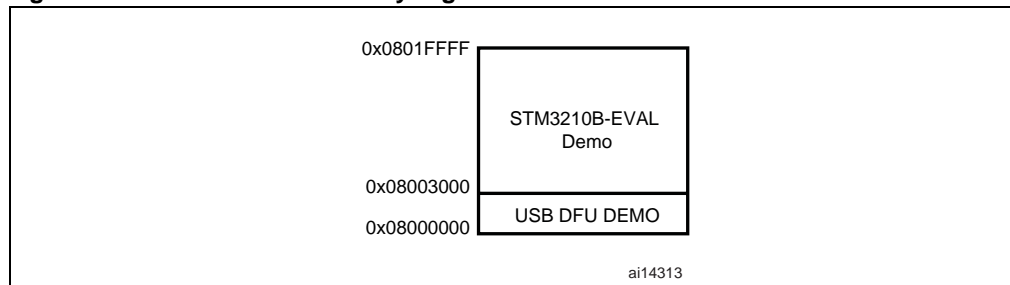 0x0801FFFF
STM3210B-EVAL
Demo
0x08003000
USB DFU DEMO
0x08000000
ai14313